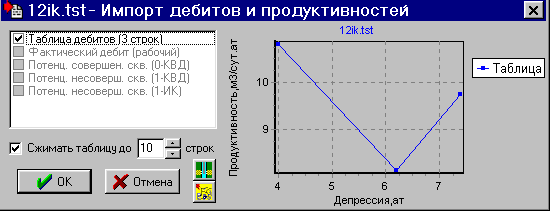 12ik.tst - Импорт дебитов и продуктивностей
Таблица дебитов (3 строк)
Фактический дебит (рабочий)
Потенц. совершен. скв. (0-КВД)
Потенц. несоверш. скв. (1-КВД)
Потенц. несоверш. скв. (1-ИК)
Сжимать таблицу до 10 строк
OK
Отмена
12ik.tst
Продуктивность,м3/сут.ат
10
9
4 5 6 7
Депрессия,ат
Таблица